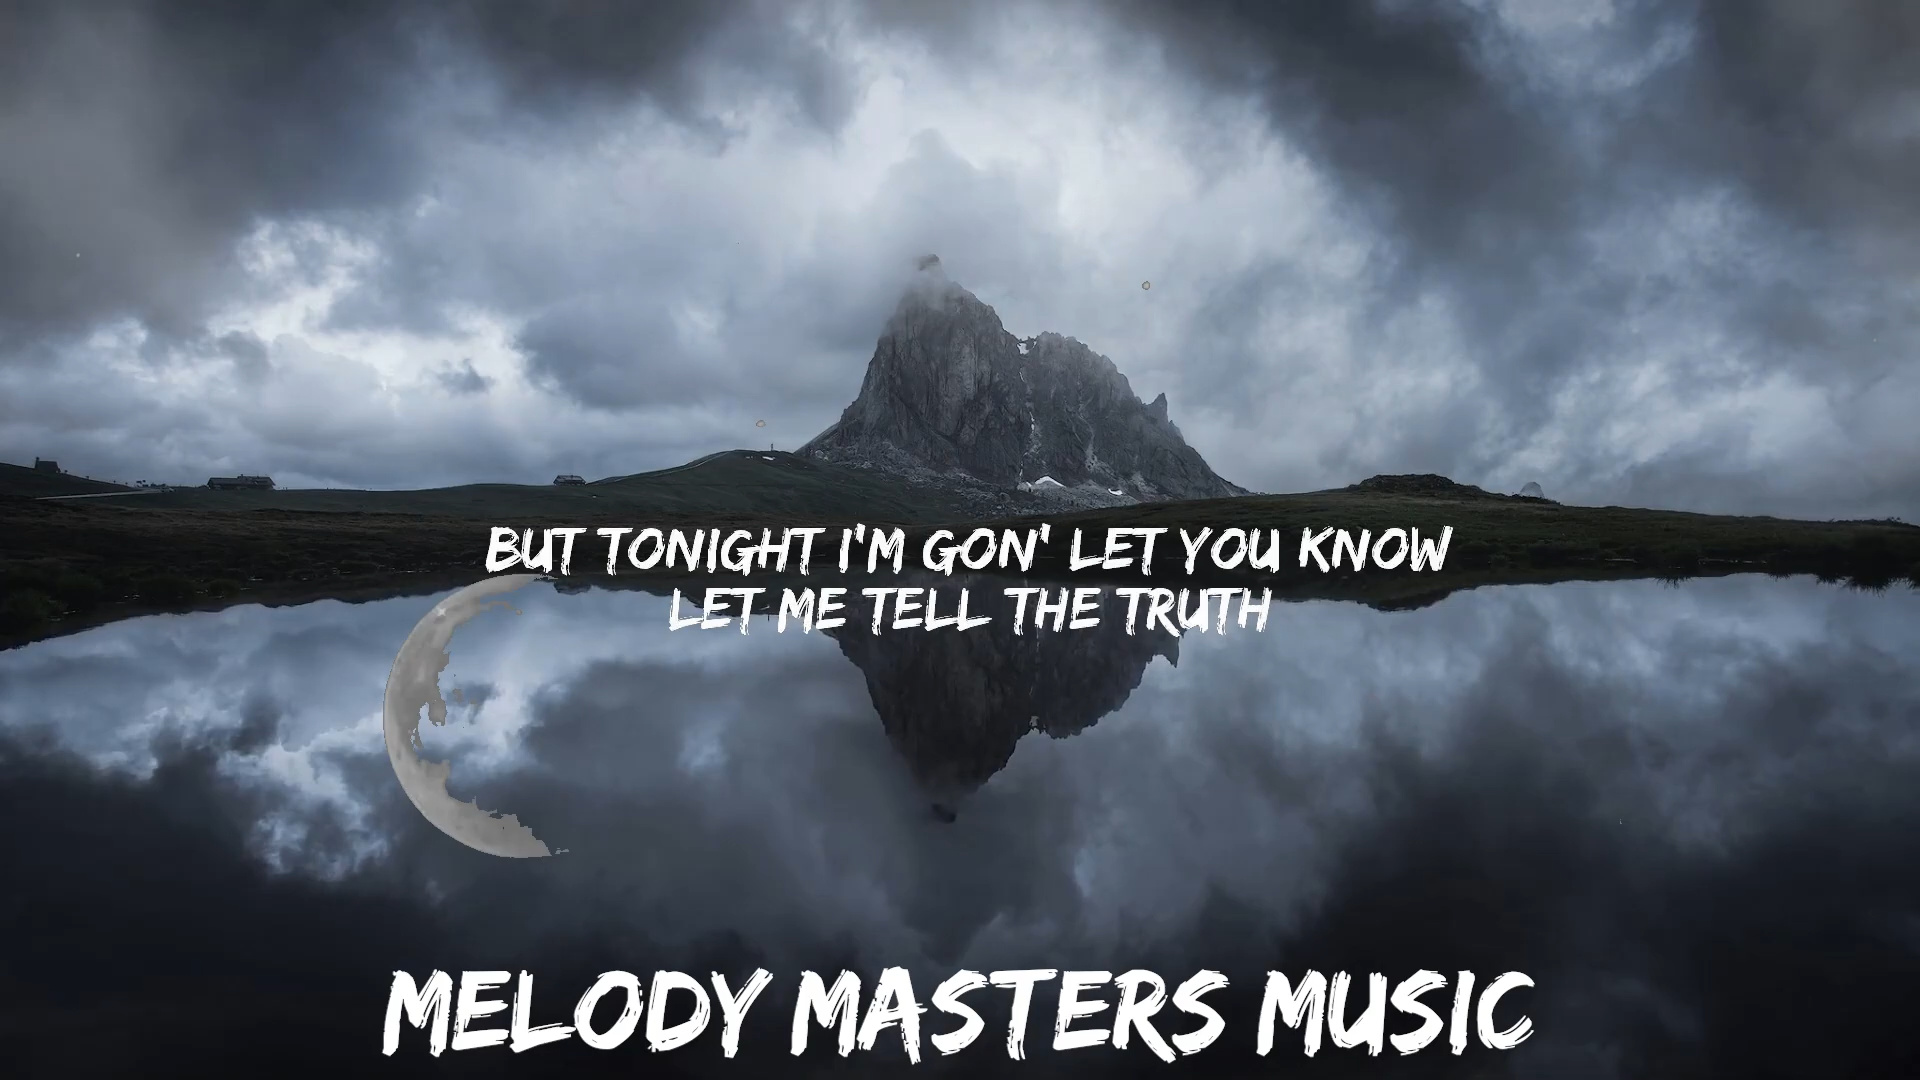 BUT TONIGHT I'M GON' LET YOU KNOW
LET ME TELL THE TRUTH
MELODY MASTERS MUSIC